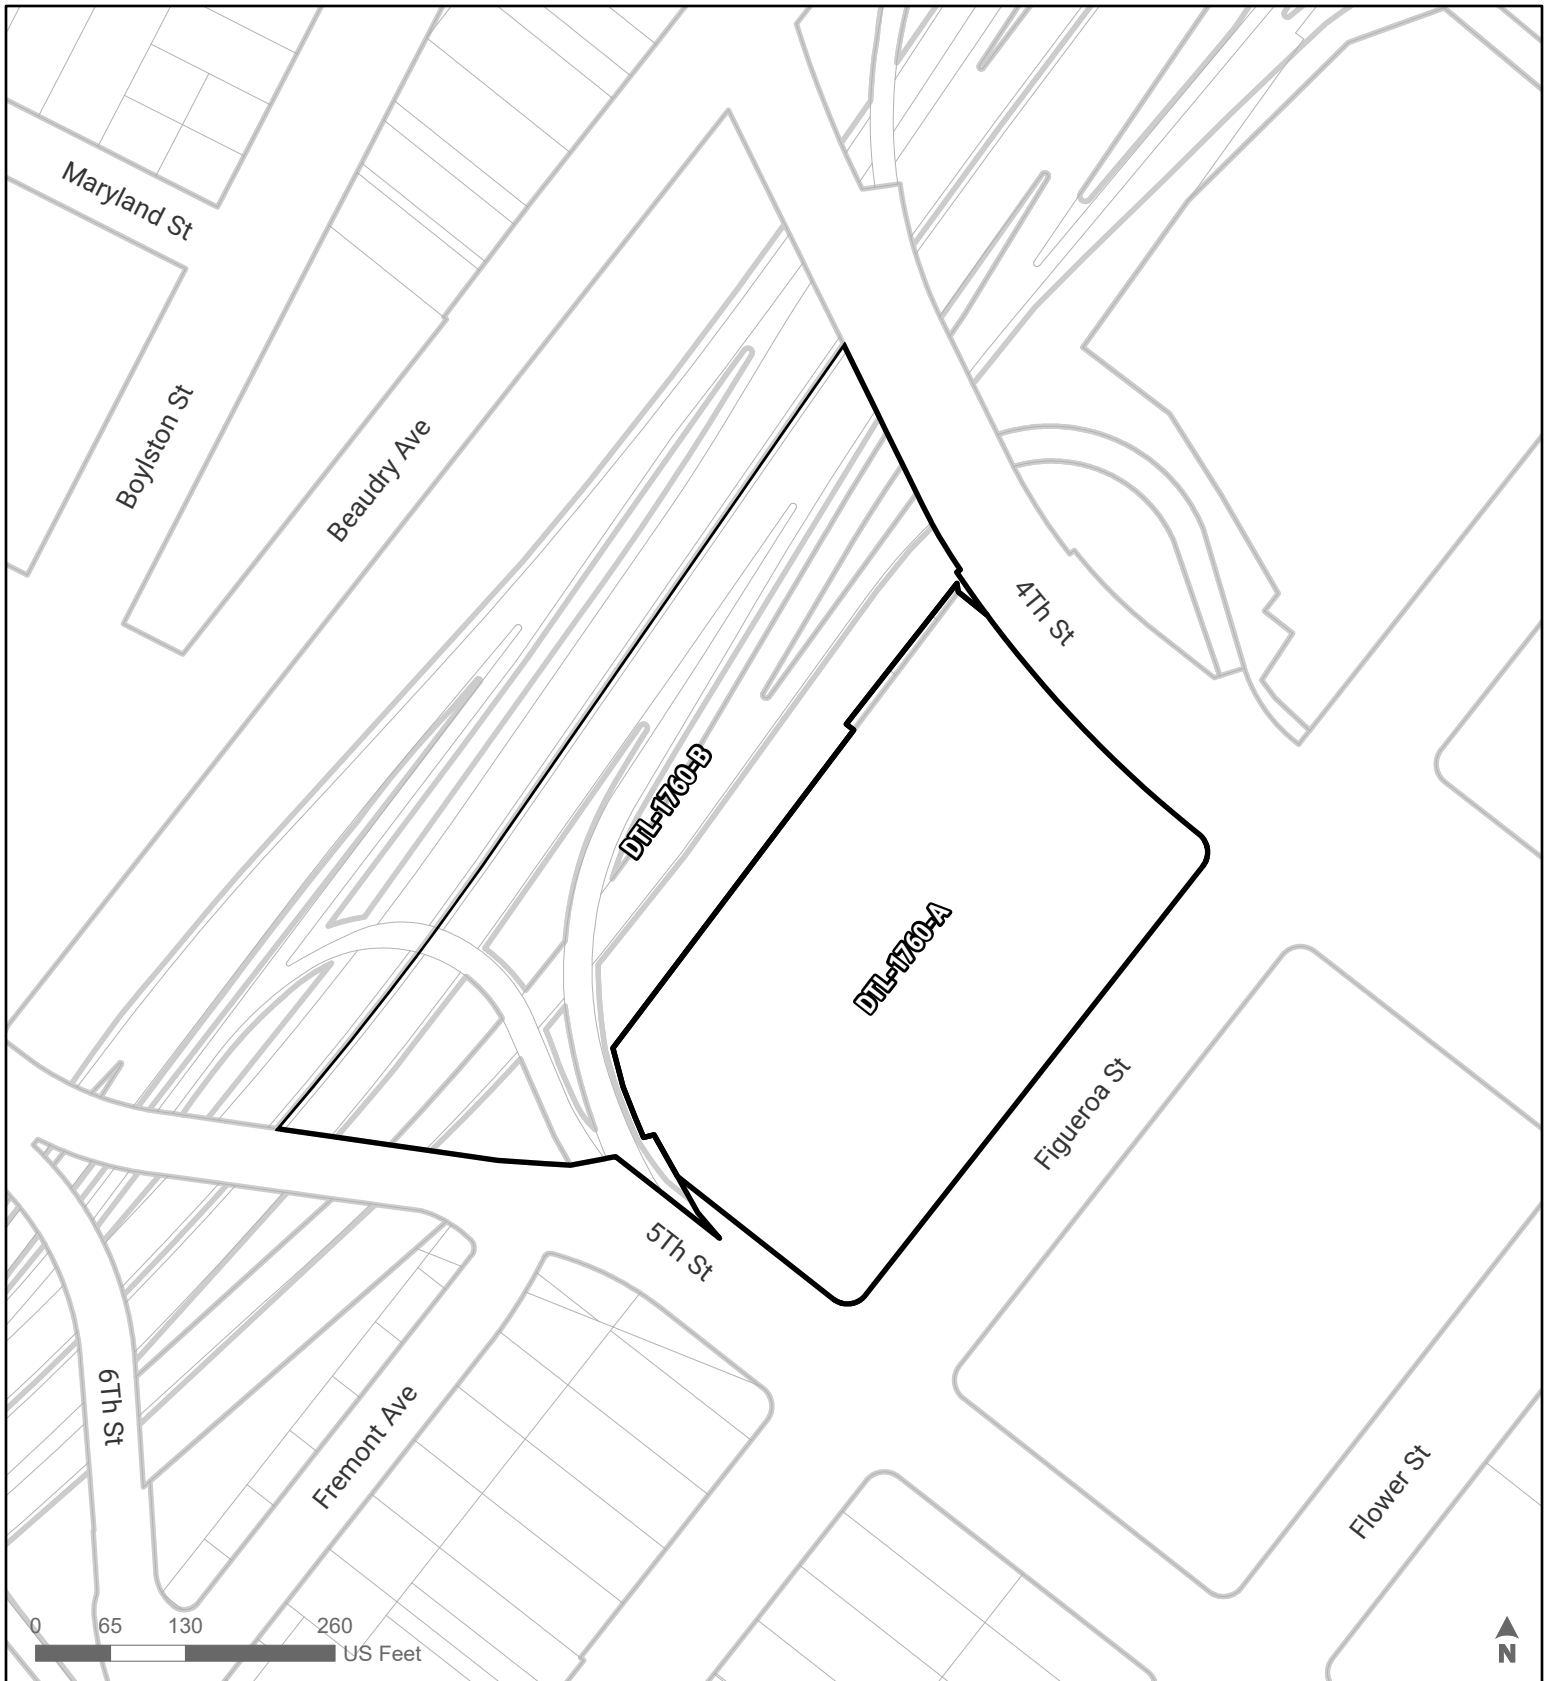 Maryland St
Boylston St
Beaudry Ave
4Th St
DTL-1760-B
DTL-1760-A
Figueroa St
5Th St
6Th St
Fremont Ave
Flower St
0 65 130 260
US Feet
N